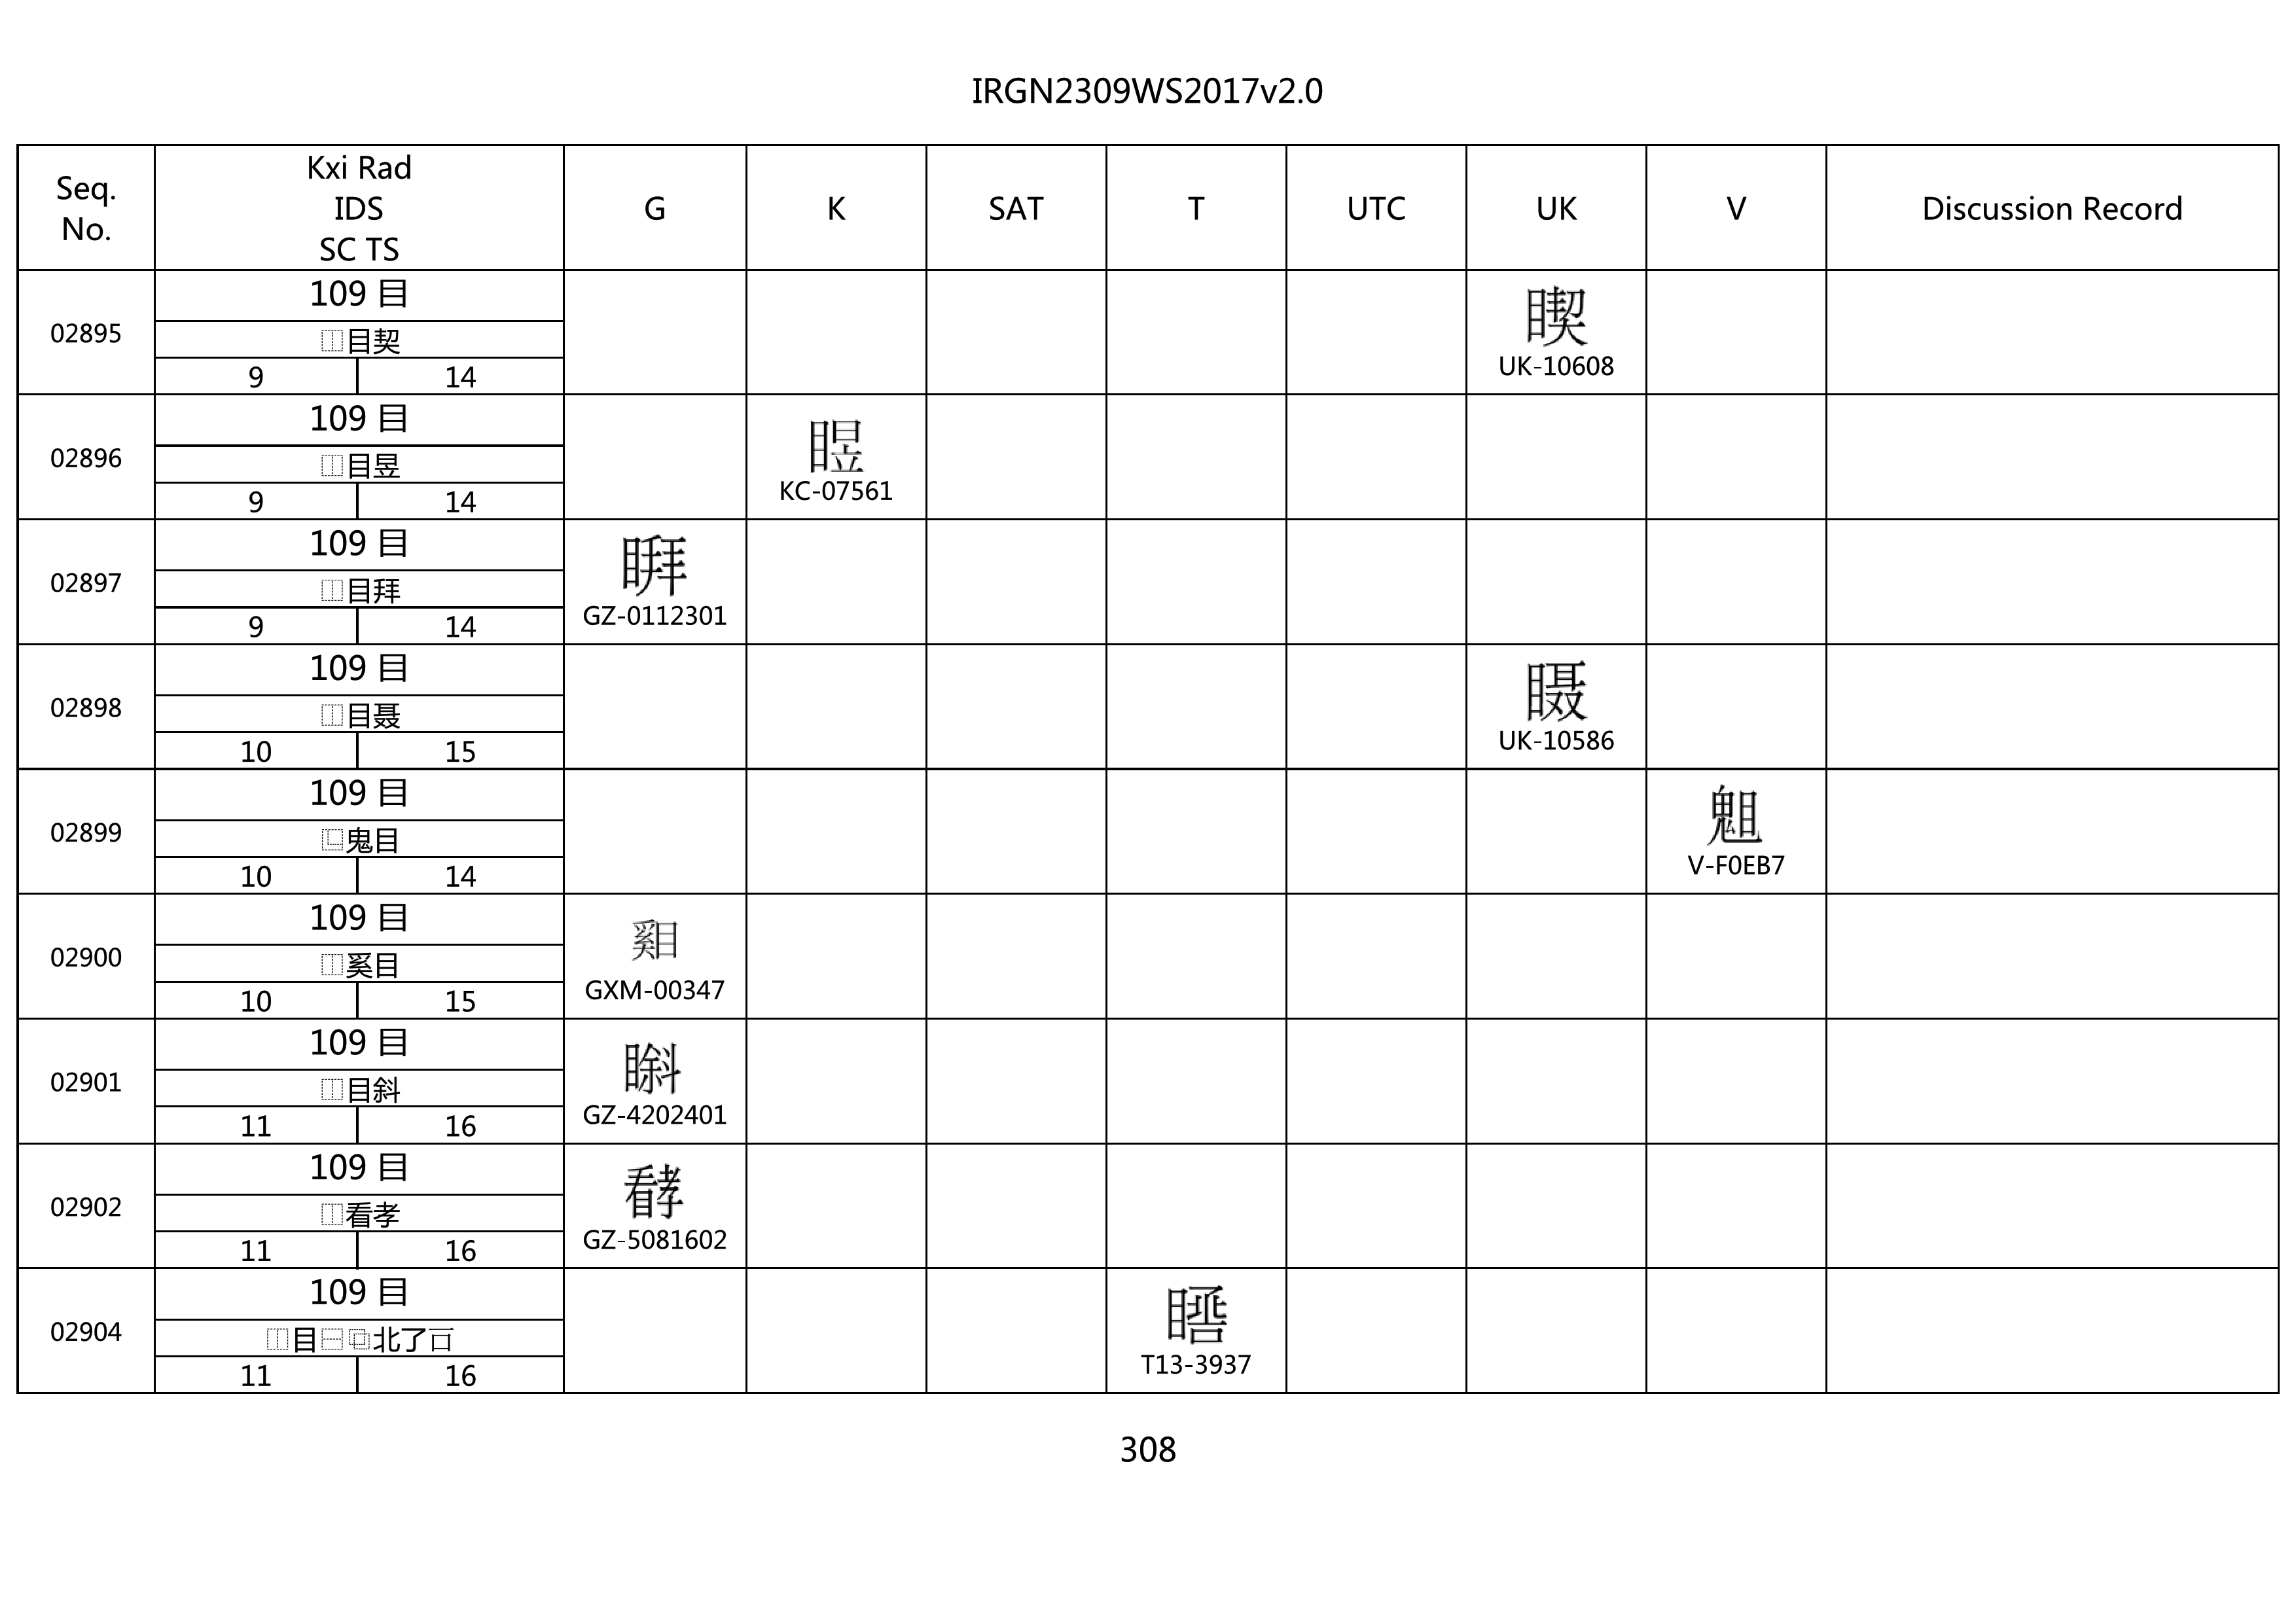 IRGN2309WS2017v2.0
Seq. No.
Kxi Rad
IDS
SC TS
G K SAT T UTC UK V Discussion Record
02895
109 目
⿰目契
9 14
UK-10608
02896
109 目
⿰目昱
9 14
KC-07561
02897
109 目
⿰目拜
9 14
GZ-0112301
02898
109 目
⿰目聂
10 15
UK-10586
02899
109 目
⿺鬼目
10 14
V-F0EB7
02900
109 目
⿰奚目
10 15
GXM-00347
02901
109 目
⿰目斜
11 16
GZ-4202401
02902
109 目
⿰看孝
11 16
GZ-5081602
02904
109 目
⿰目⿱⿻北了𠮛
11 16
T13-3937
308